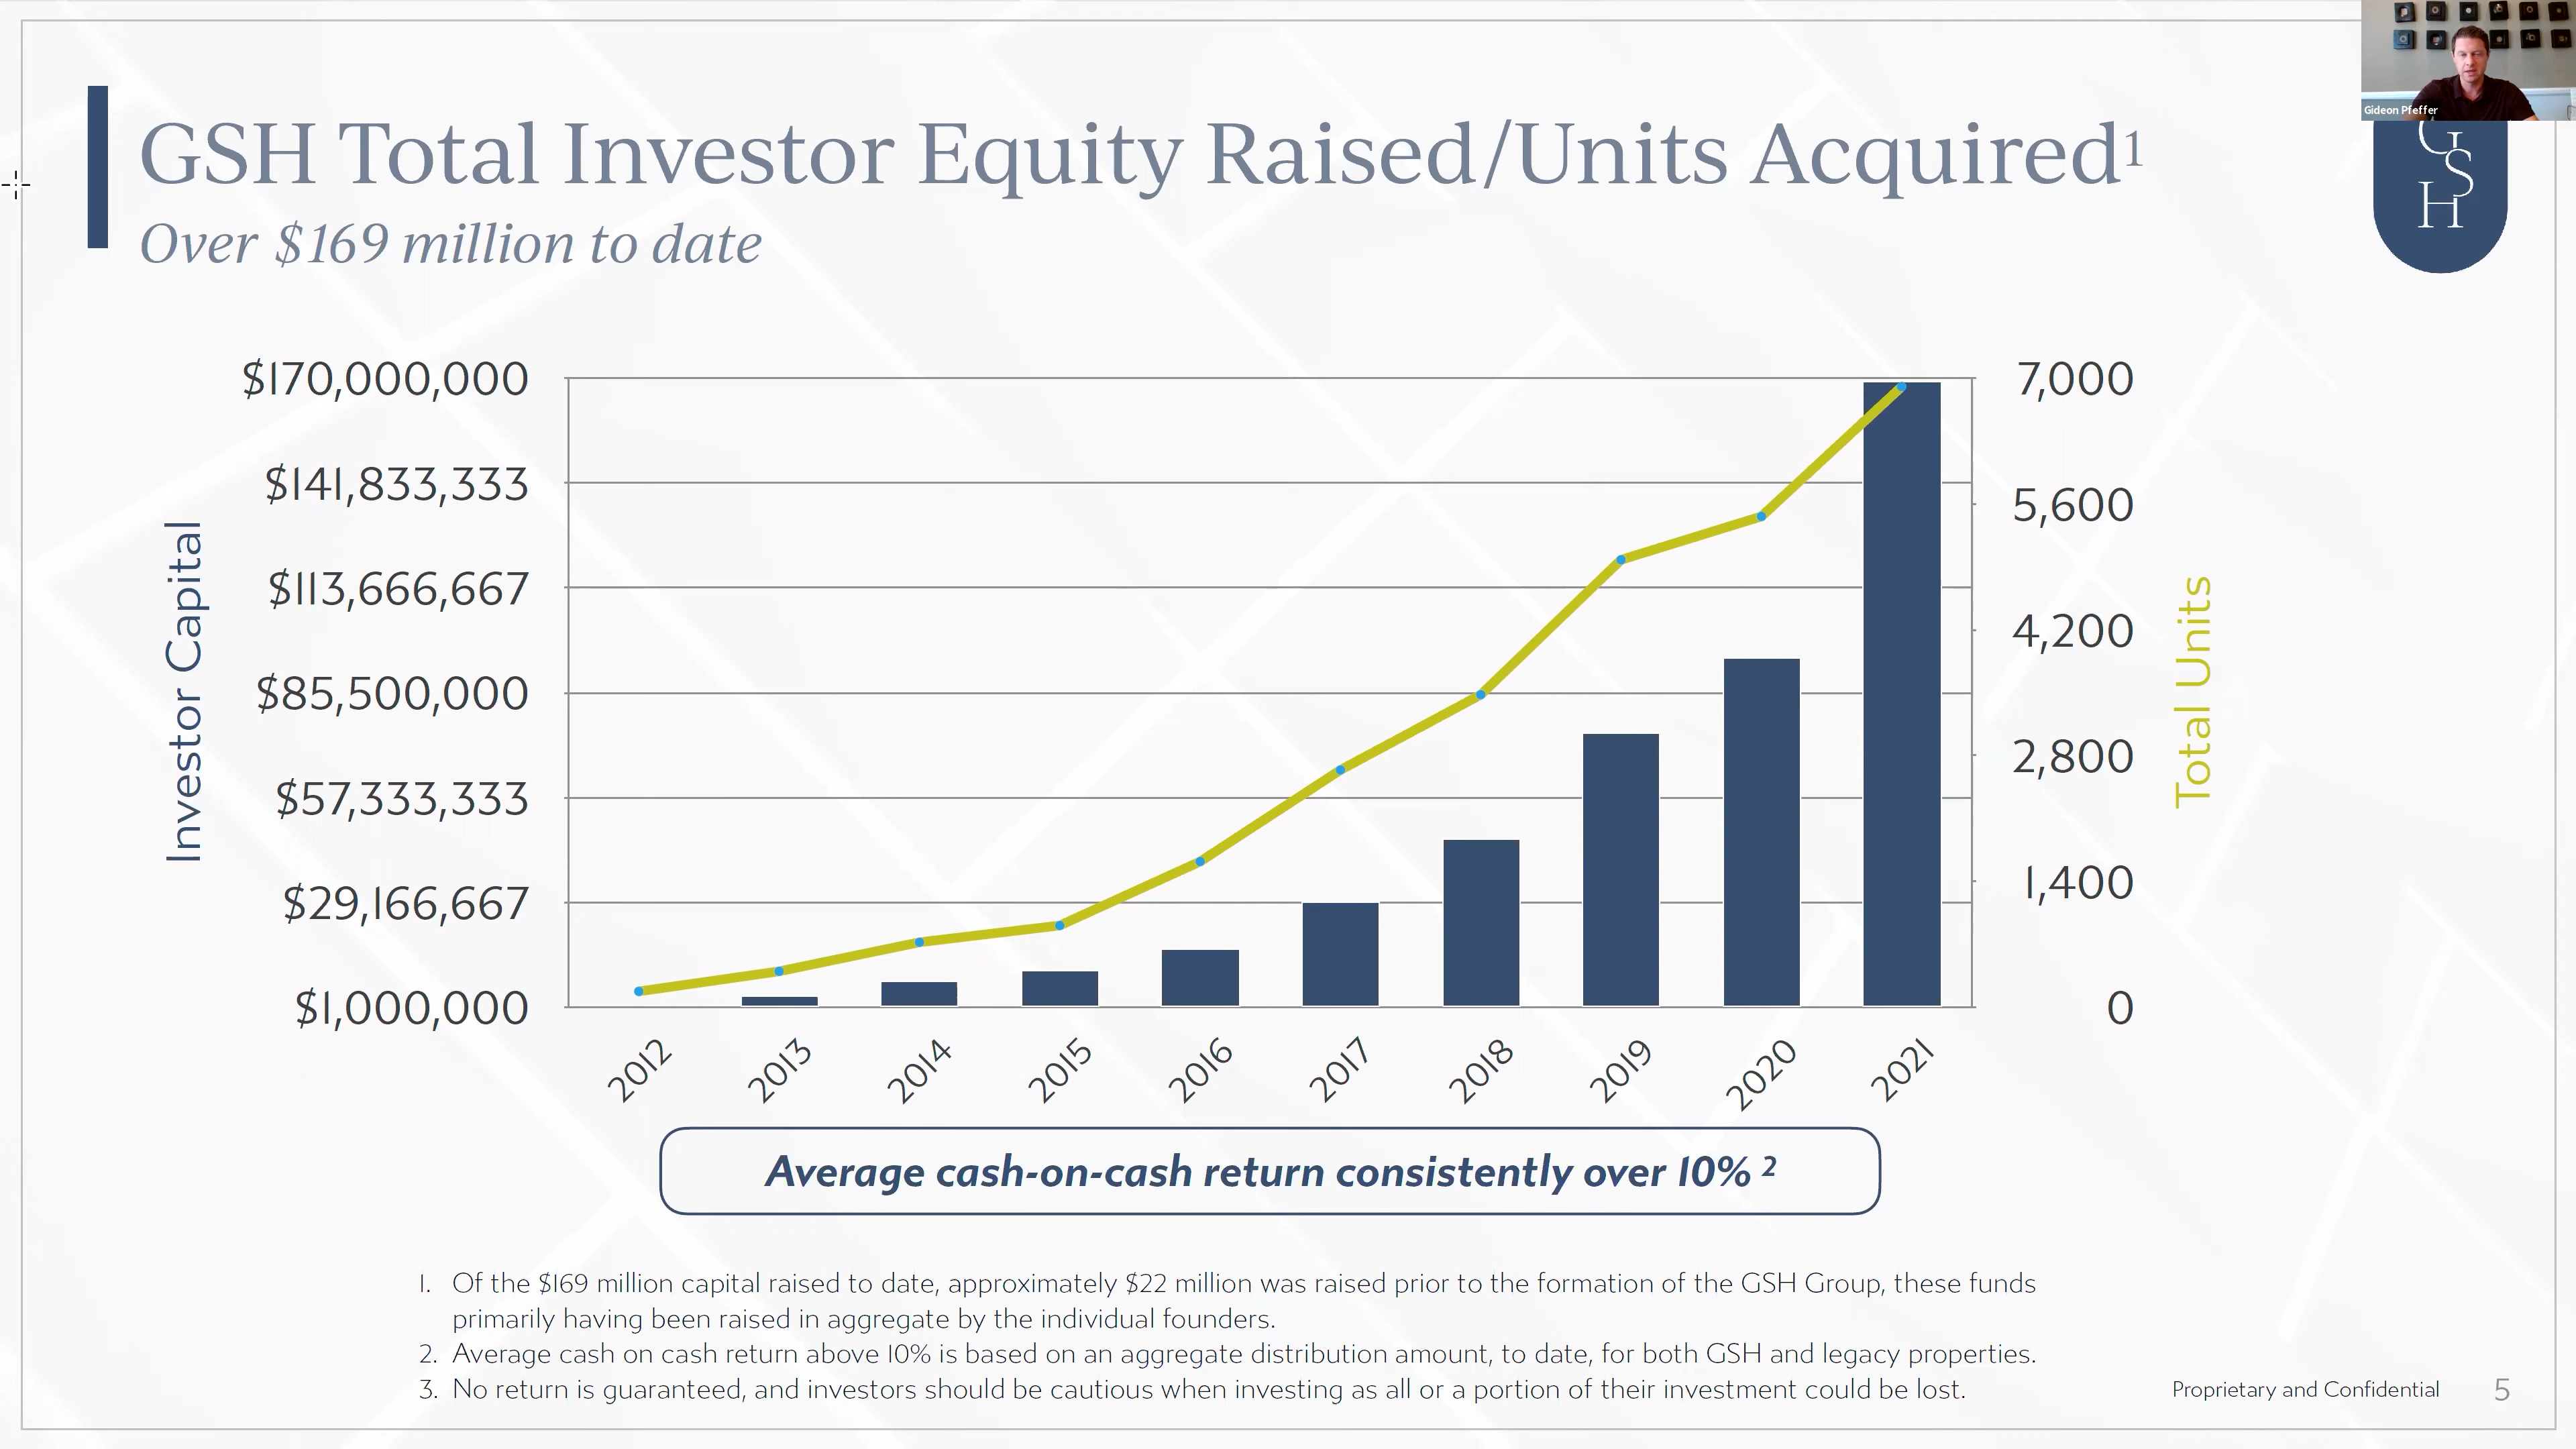 Gideon Pfeffer
GSH Total Investor Equity Raised/Units Acquired¹
Over $169 million to date
G
S
H
Investor Capital
$170,000,000
$141,833,333
$113,666,667
$85,500,000
$57,333,333
$29,166,667
$1,000,000
7,000
5,600
4,200
2,800
1,400
0
Total Units
2012
2013
2014
2015
2016
2017
2018
2019
2020
2021
Average cash-on-cash return consistently over 10% ²
1. Of the $169 million capital raised to date, approximately $22 million was raised prior to the formation of the GSH Group, these funds
primarily having been raised in aggregate by the individual founders.
2. Average cash on cash return above 10% is based on an aggregate distribution amount, to date, for both GSH and legacy properties.
3. No return is guaranteed, and investors should be cautious when investing as all or a portion of their investment could be lost.
Proprietary and Confidential
5